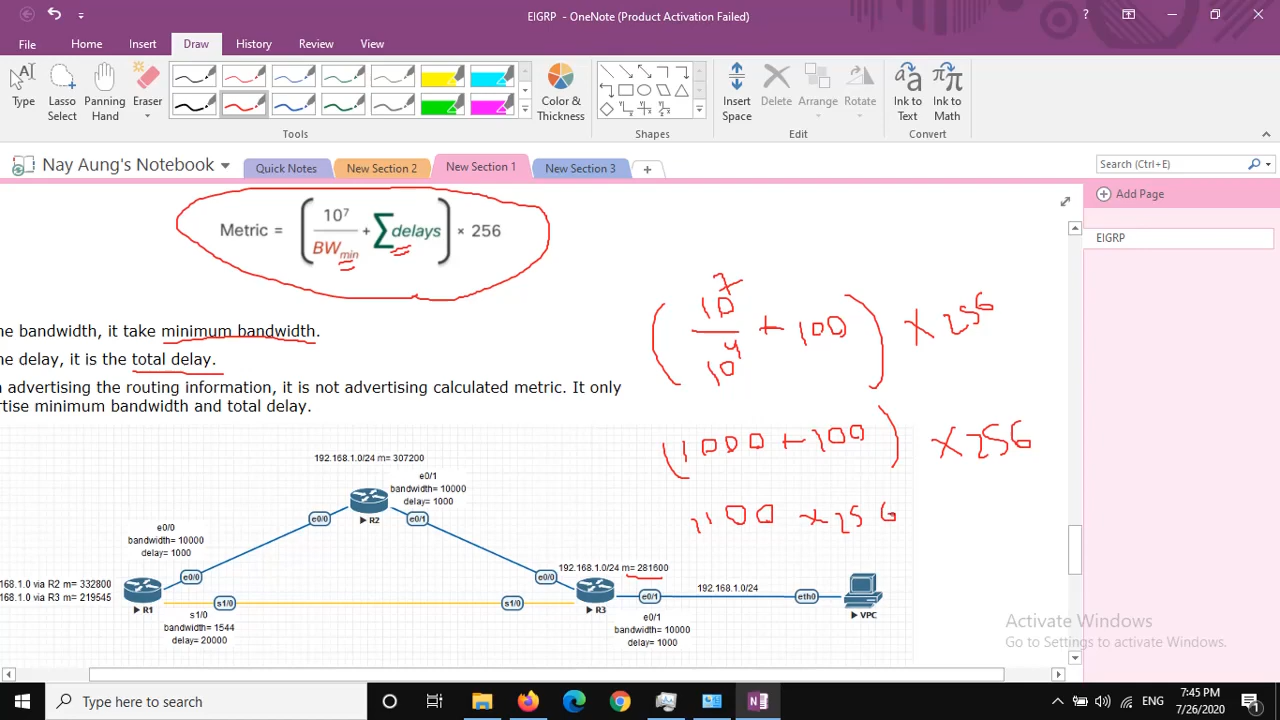 EIGRP - OneNote (Product Activation Failed)
File Home Insert Draw History Review View
Type Lasso Select Panning Hand Eraser Color & Thickness Insert Space Delete Arrange Rotate Ink to Text Ink to Math
Tools Shapes Edit Convert
Nay Aung's Notebook Quick Notes New Section 2 New Section 1 New Section 3 + Search (Ctrl+E)
Add Page
EIGRP
Metric = [ 10⁷ / BWmin + ∑ delays ] × 256
he bandwidth, it take minimum bandwidth.
he delay, it is the total delay.
n advertising the routing information, it is not advertising calculated metric. It only
ertise minimum bandwidth and total delay.
( 10⁷ / 10⁴ + 100 ) × 256
(1000 + 100) × 256
1100 × 256
192.168.1.0/24 m= 307200
e0/1
bandwidth= 10000
delay= 1000
R2
e0/0
e0/1
e0/0
bandwidth= 10000
delay= 1000
192.168.1.0/24 m= 281600
e0/0
e0/0
168.1.0 via R2 m= 332800
168.1.0 via R3 m= 219545
R1
s1/0
s1/0
R3
e0/1
192.168.1.0/24
eth0
VPC
s1/0
bandwidth= 1544
delay= 20000
e0/1
bandwidth= 10000
delay= 1000
Activate Windows
Go to Settings to activate Windows.
Type here to search
ENG
7:45 PM
7/26/2020
1